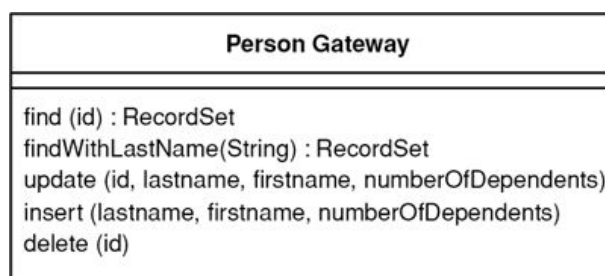 Person Gateway
find (id) : RecordSet
findWithLastName(String) : RecordSet
update (id, lastname, firstname, numberOfDependents)
insert (lastname, firstname, numberOfDependents)
delete (id)